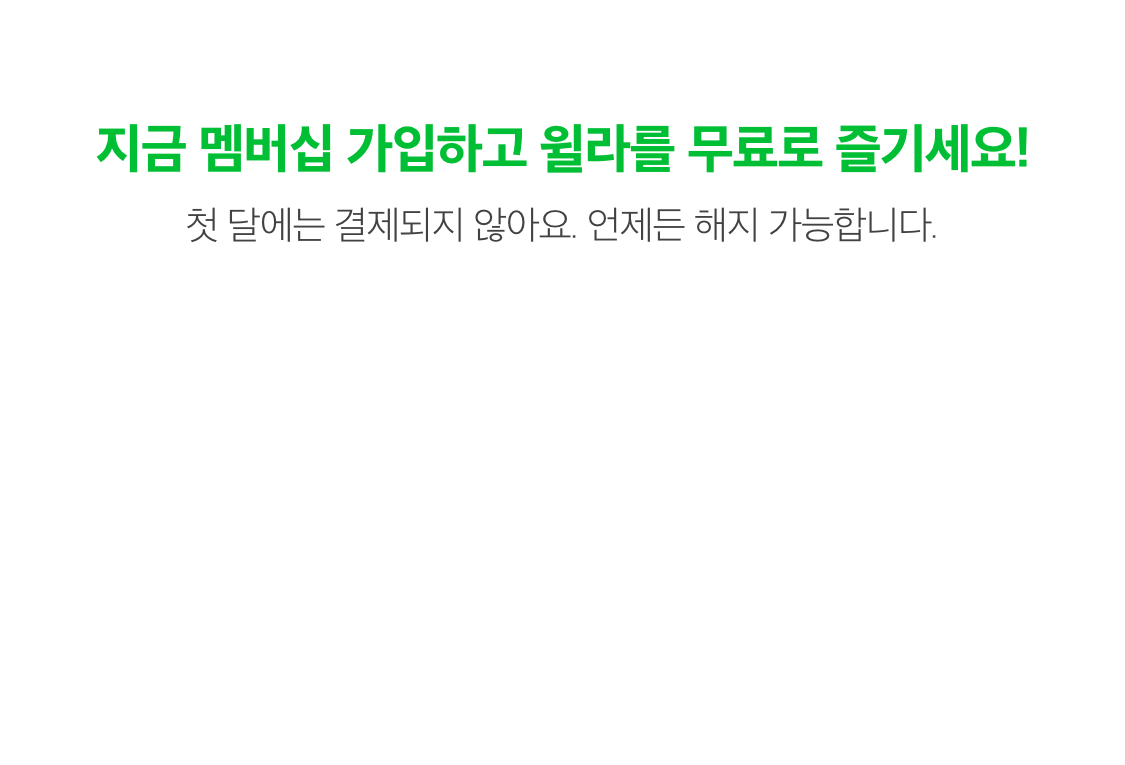 지금 멤버십 가입하고 윌라를 무료로 즐기세요!
첫 달에는 결제되지 않아요. 언제든 해지 가능합니다.